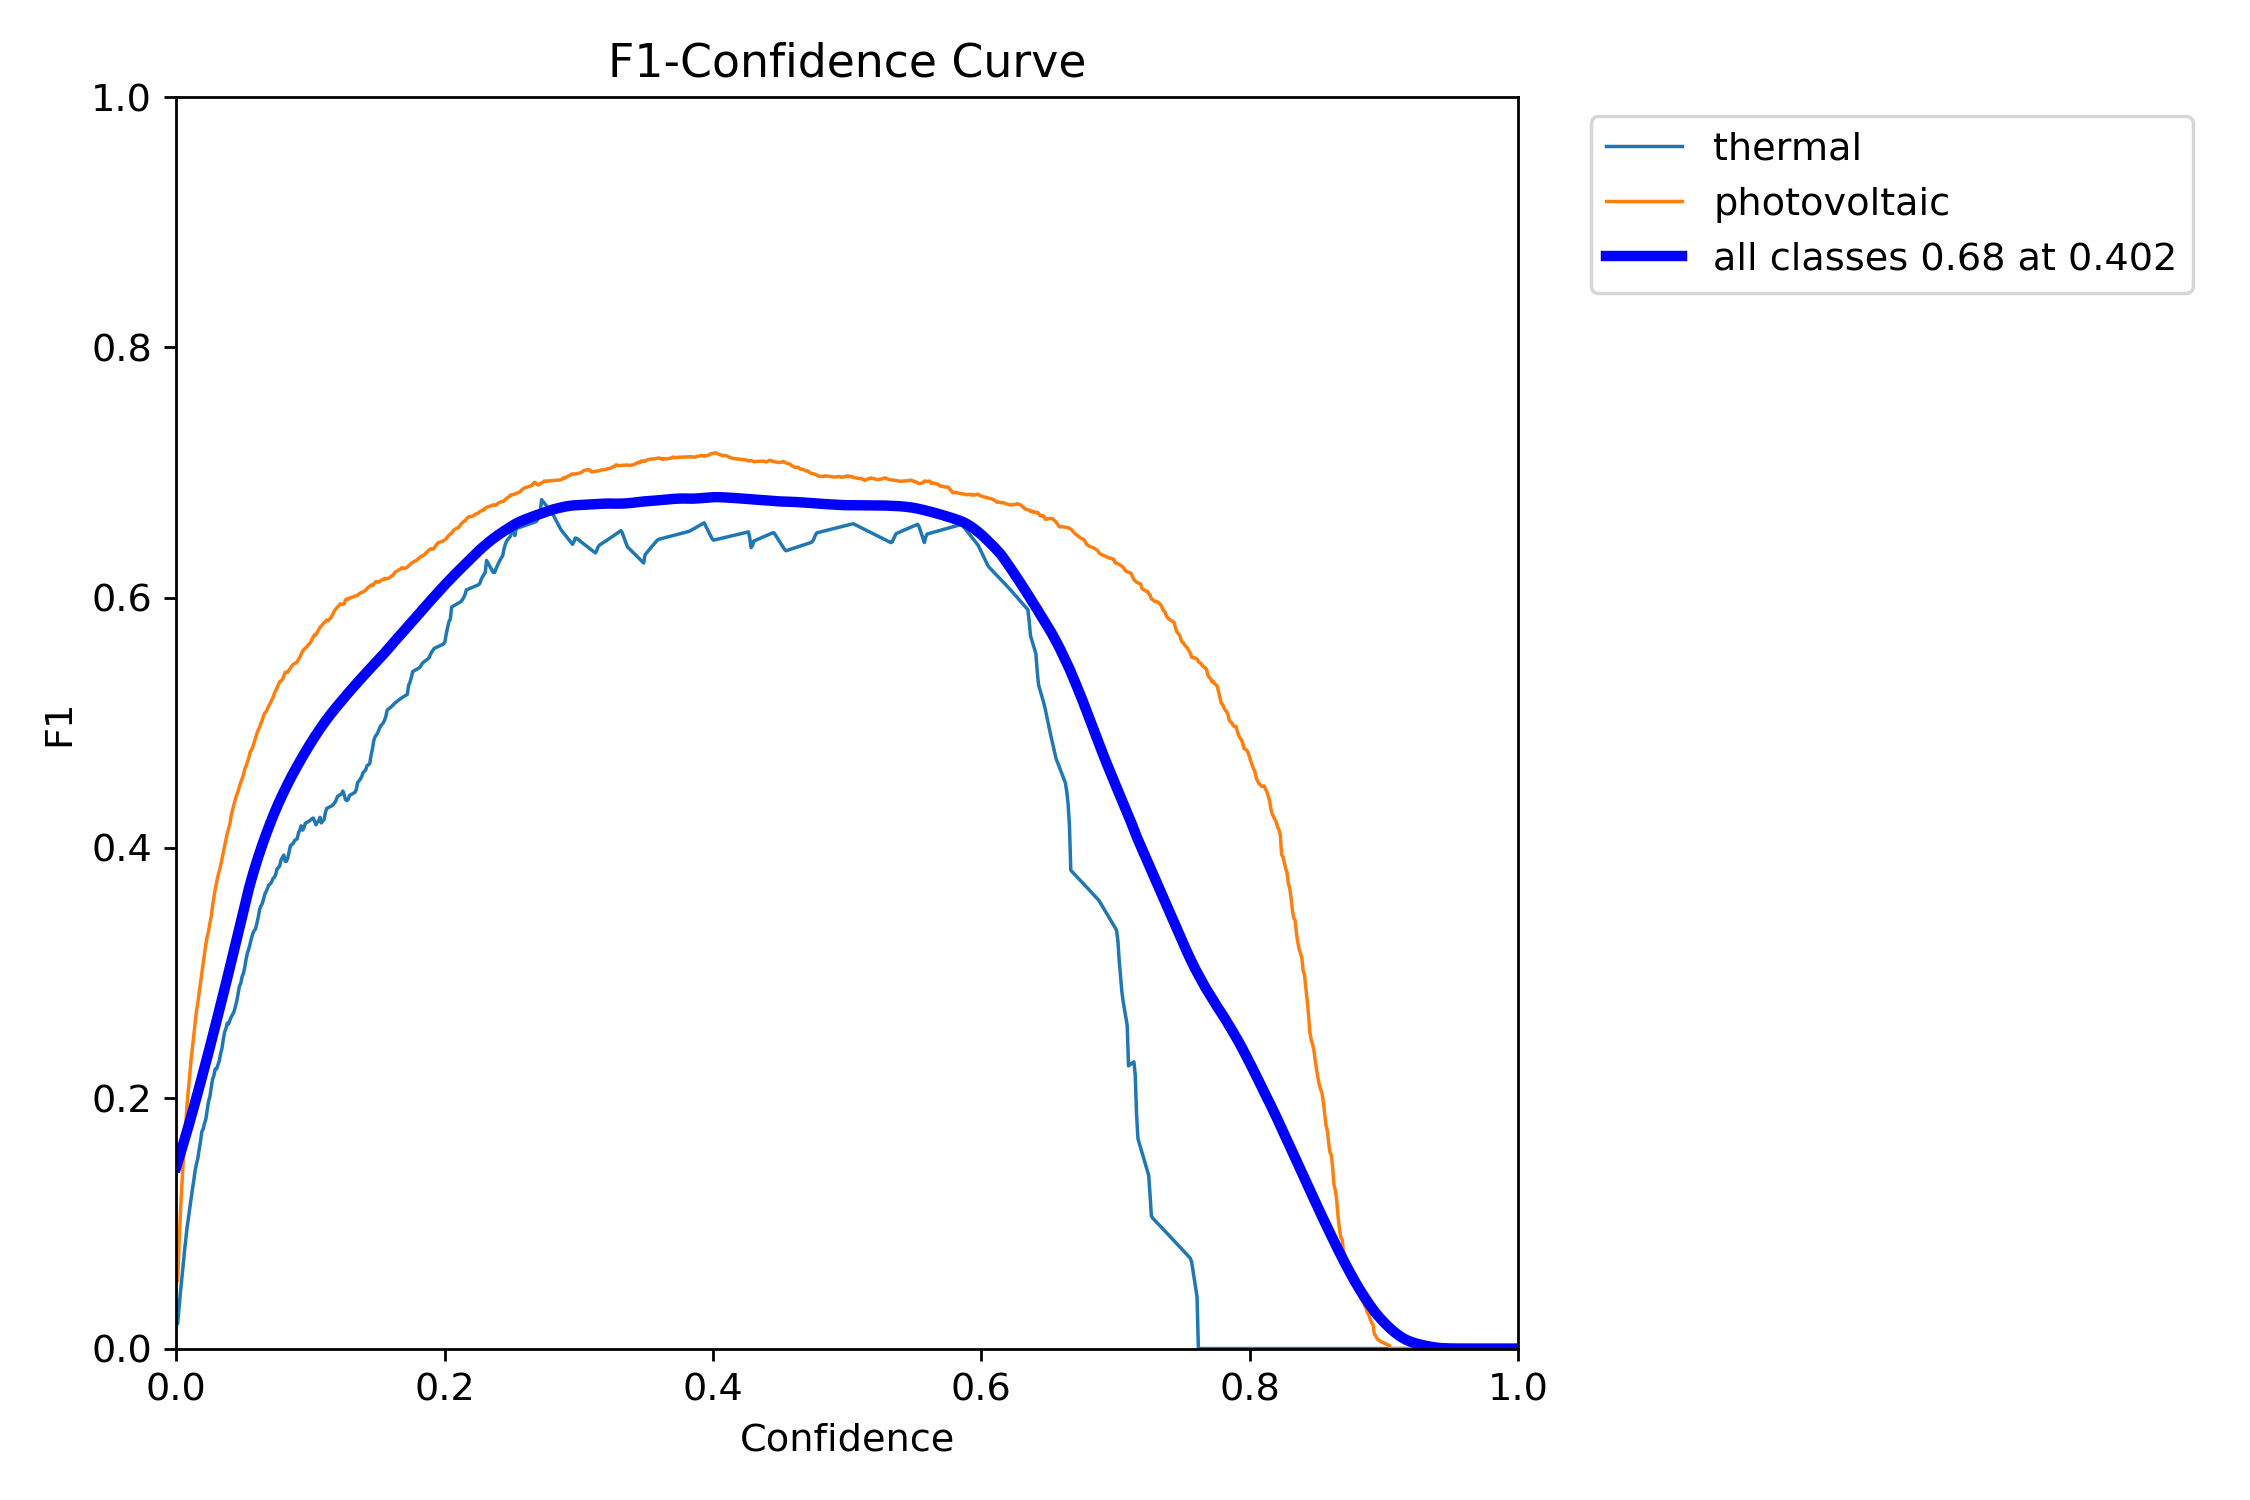 F1-Confidence Curve
thermal
photovoltaic
all classes 0.68 at 0.402
1.0
0.8
0.6
0.4
0.2
0.0
F1
0.0 0.2 0.4 0.6 0.8 1.0
Confidence